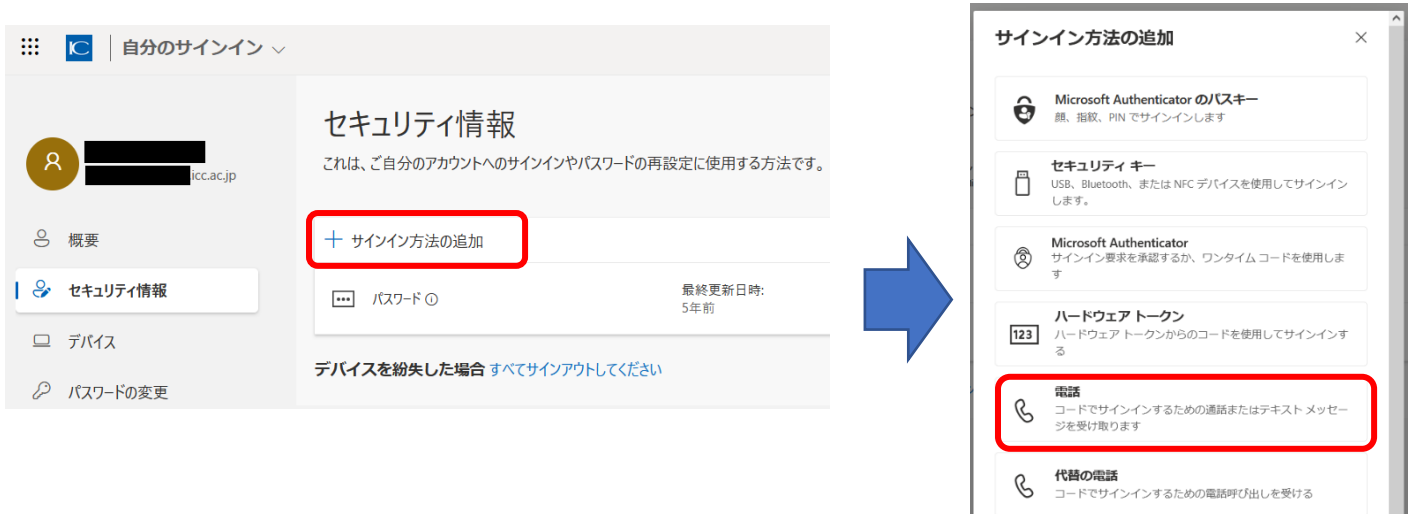 IC
自分のサインイン
セキュリティ情報
これは、ご自分のアカウントへのサインインやパスワードの再設定に使用する方法です。
R
icc.ac.jp
概要
セキュリティ情報
デバイス
パスワードの変更
+ サインイン方法の追加
パスワード
最終更新日時:
5年前
デバイスを紛失した場合 すべてサインアウトしてください
サインイン方法の追加
Microsoft Authenticator のパスキー
顔、指紋、PIN でサインインします
セキュリティ キー
USB、Bluetooth、または NFC デバイスを使用してサインイン
します。
Microsoft Authenticator
サインイン要求を承認するか、ワンタイム コードを使用しま
す
123
ハードウェア トークン
ハードウェア トークンからのコードを使用してサインインす
る
電話
コードでサインインするための通話またはテキスト メッセー
ジを受け取ります
代替の電話
コードでサインインするための電話呼び出しを受ける